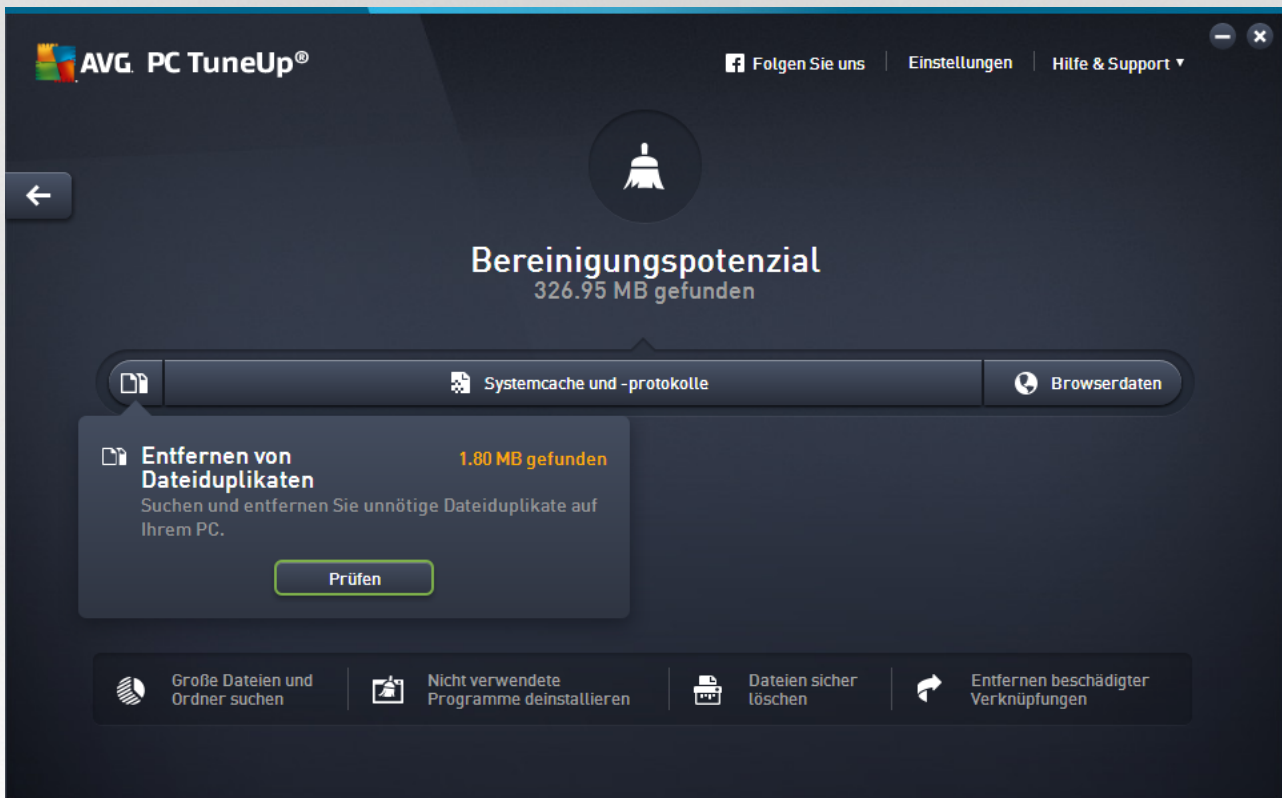 AVG. PC TuneUp®
Folgen Sie uns
Einstellungen
Hilfe & Support
Bereinigungspotenzial
326.95 MB gefunden
Systemcache und -protokolle
Browserdaten
Entfernen von
Dateiduplikaten
1.80 MB gefunden
Suchen und entfernen Sie unnötige Dateiduplikate auf
Ihrem PC.
Prüfen
Große Dateien und
Ordner suchen
Nicht verwendete
Programme deinstallieren
Dateien sicher
löschen
Entfernen beschädigter
Verknüpfungen